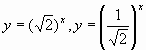 y = (√2)^x, y = (1/√2)^x